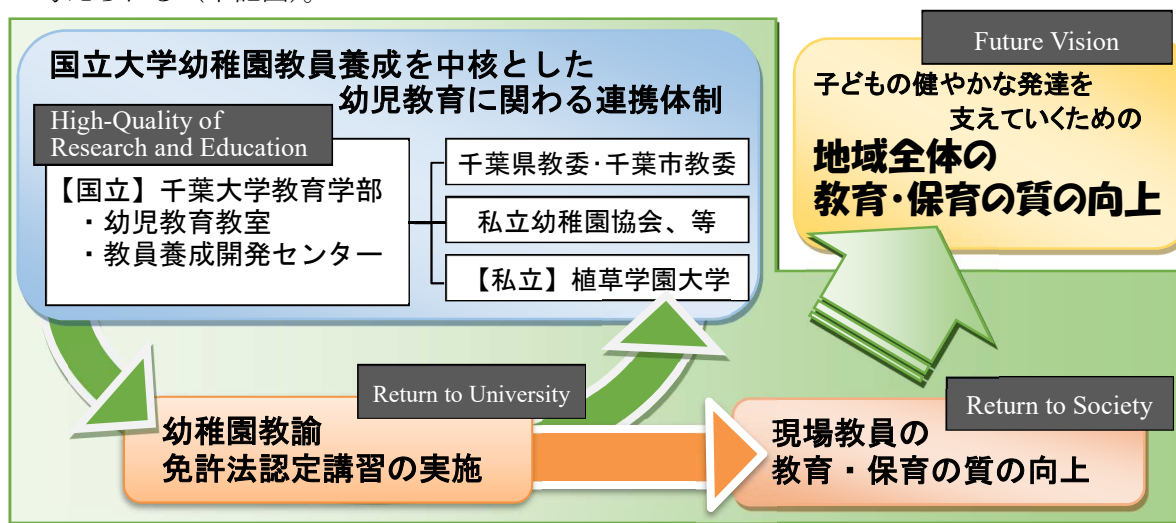 国立大学幼稚園教員養成を中核とした
幼児教育に関わる連携体制
High-Quality of
Research and Education
【国立】千葉大学教育学部
・幼児教育教室
・教員養成開発センター
千葉県教委・千葉市教委
私立幼稚園協会、等
【私立】植草学園大学
Future Vision
子どもの健やかな発達を
支えていくための
地域全体の
教育・保育の質の向上
Return to University
幼稚園教諭
免許法認定講習の実施
Return to Society
現場教員の
教育・保育の質の向上